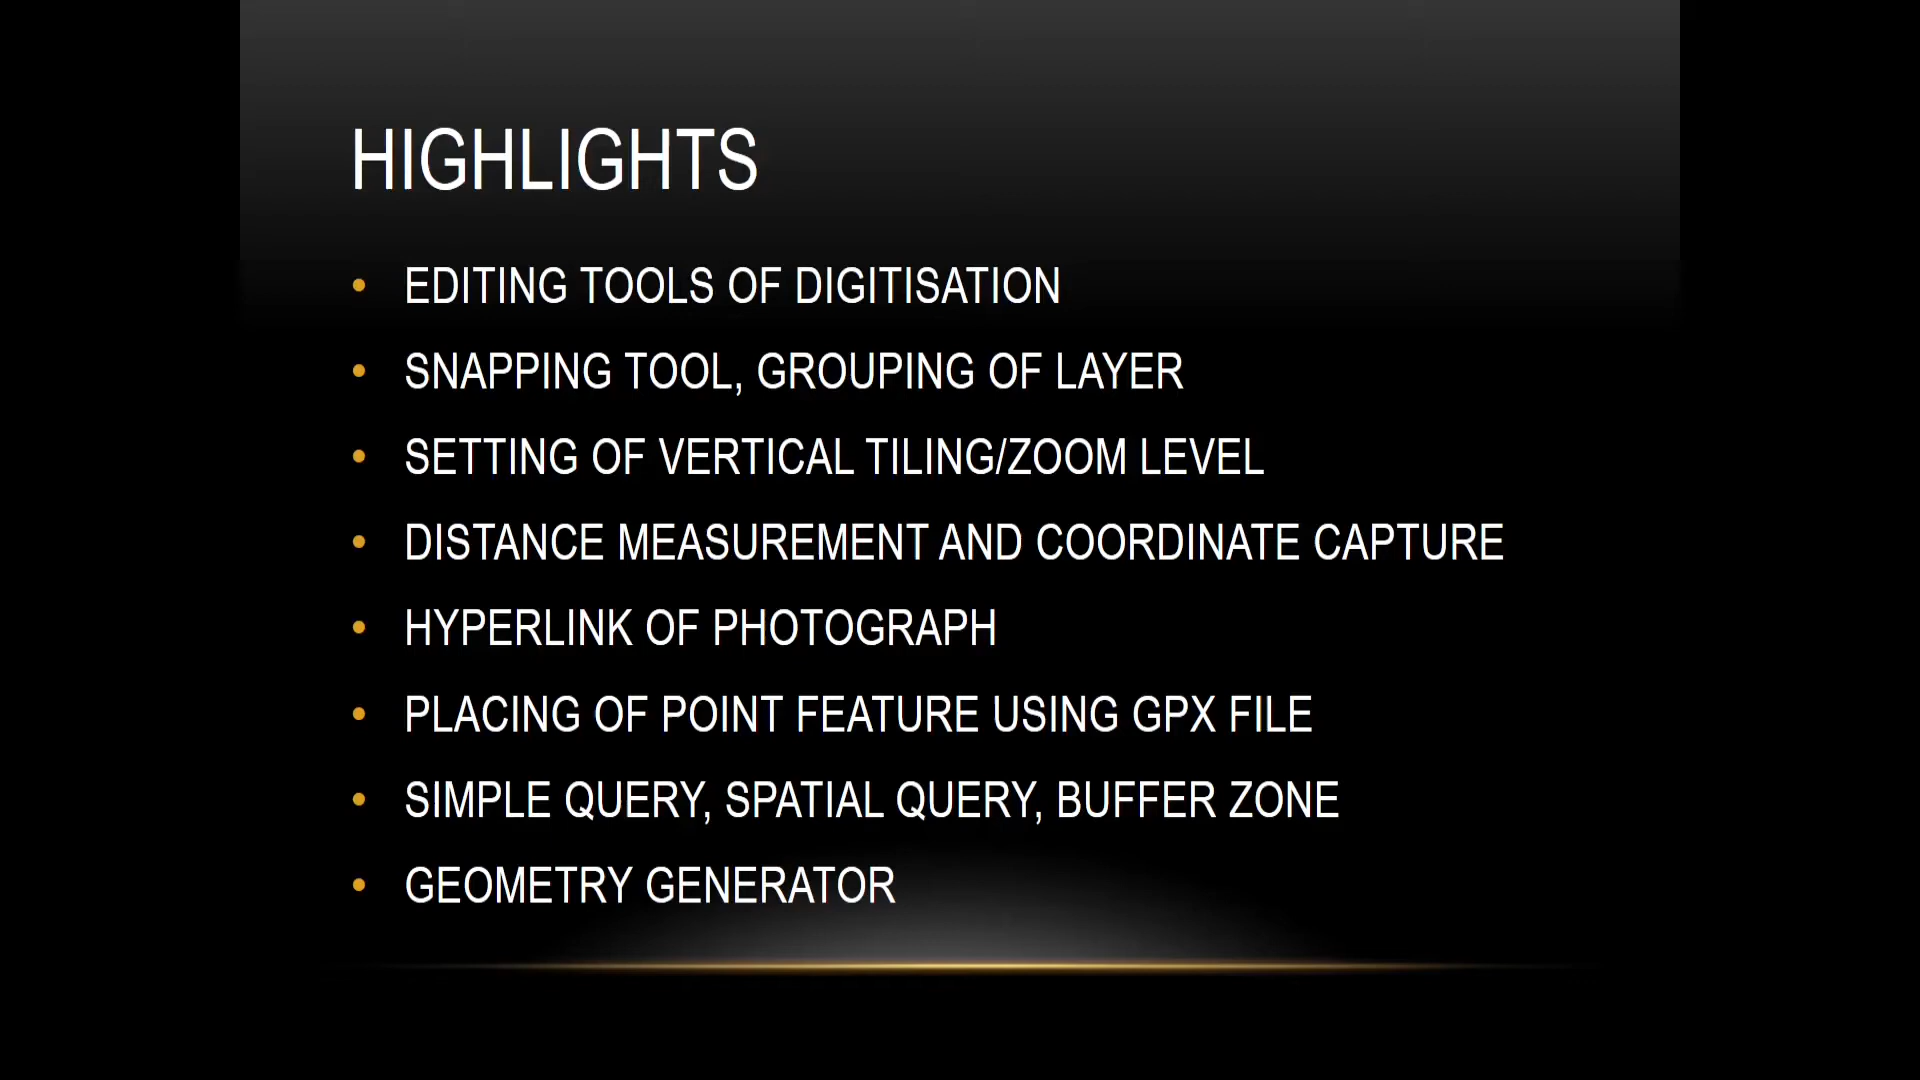 HIGHLIGHTS
• EDITING TOOLS OF DIGITISATION
• SNAPPING TOOL, GROUPING OF LAYER
• SETTING OF VERTICAL TILING/ZOOM LEVEL
• DISTANCE MEASUREMENT AND COORDINATE CAPTURE
• HYPERLINK OF PHOTOGRAPH
• PLACING OF POINT FEATURE USING GPX FILE
• SIMPLE QUERY, SPATIAL QUERY, BUFFER ZONE
• GEOMETRY GENERATOR